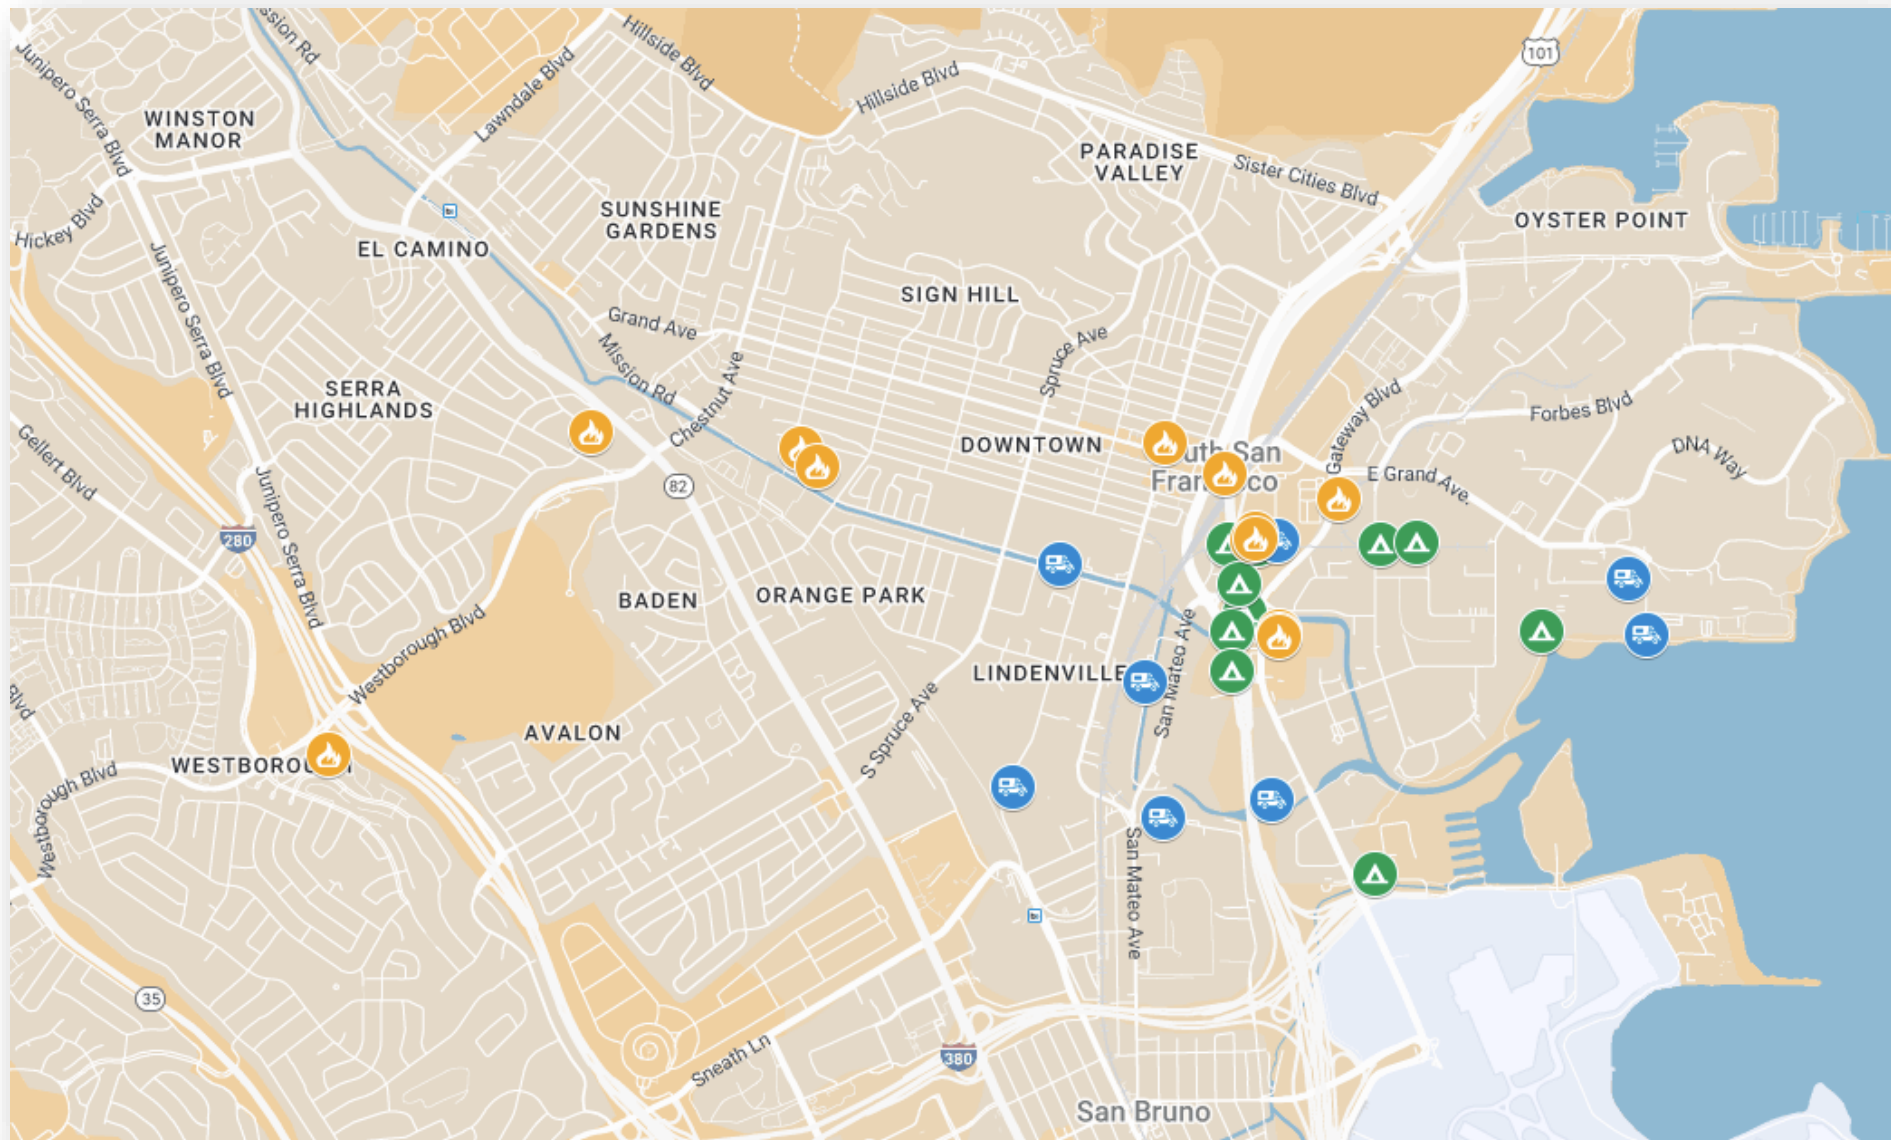 ssion Rd
Hillside Blvd
101
Junipero Serra Blvd
Lawndale Blvd
Hillside Blvd
WINSTON
MANOR
PARADISE
VALLEY
Sister Cities Blvd
SUNSHINE
GARDENS
OYSTER POINT
Hickey Blvd
EL CAMINO
Junipero Serra Blvd
SIGN HILL
Grand Ave
Mission Rd
Spruce Ave
Chestnut Ave
SERRA
HIGHLANDS
Gateway Blvd
Forbes Blvd
DNA Way
Gellert Blvd
DOWNTOWN
uth San
Fran co
E Grand Ave.
82
280
Junipero Serra Blvd
BADEN
ORANGE PARK
Westborough Blvd
San Mateo Ave
LINDENVILLE
Blvd
S Spruce Ave
AVALON
WESTBOROU
Westborough Blvd
San Mateo Ave
35
Sneath Ln
380
San Bruno